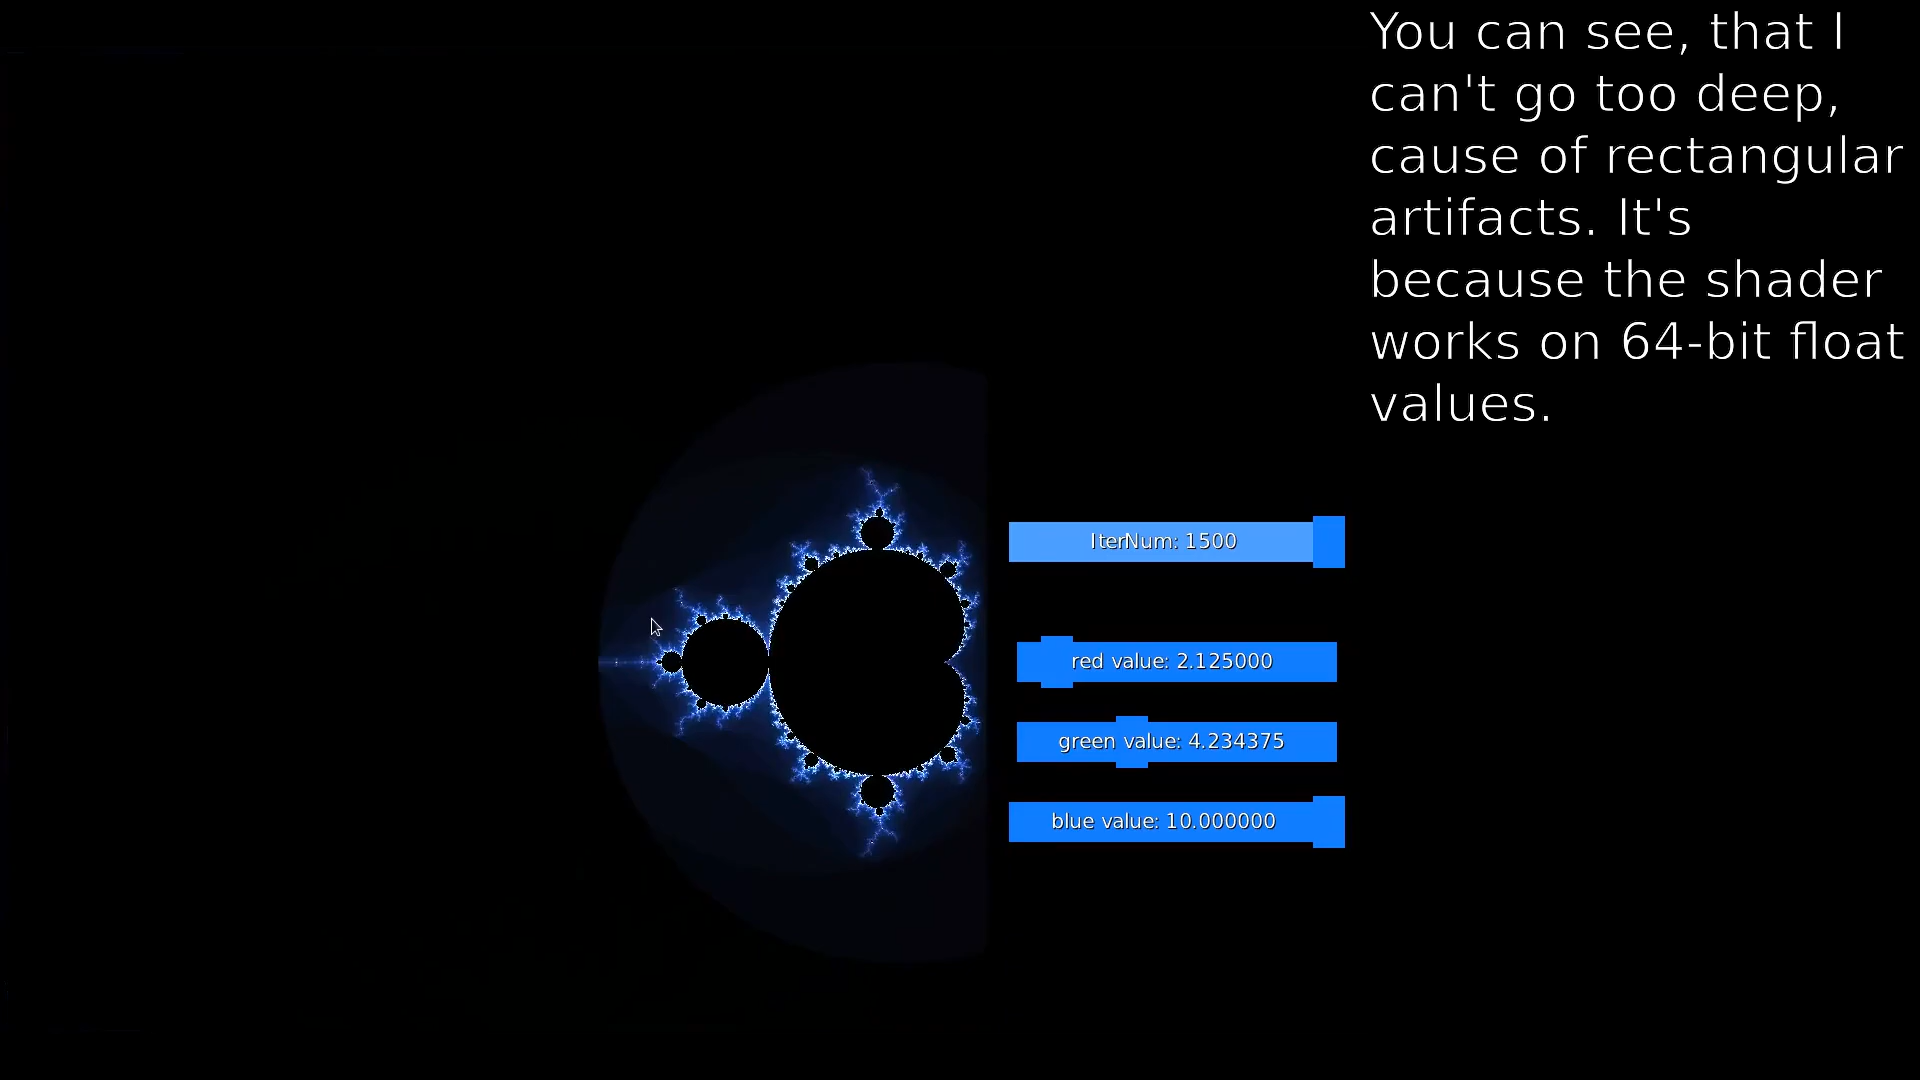 You can see, that I
can't go too deep,
cause of rectangular
artifacts. It's
because the shader
works on 64-bit float
values.
IterNum: 1500
red value: 2.125000
green value: 4.234375
blue value: 10.000000